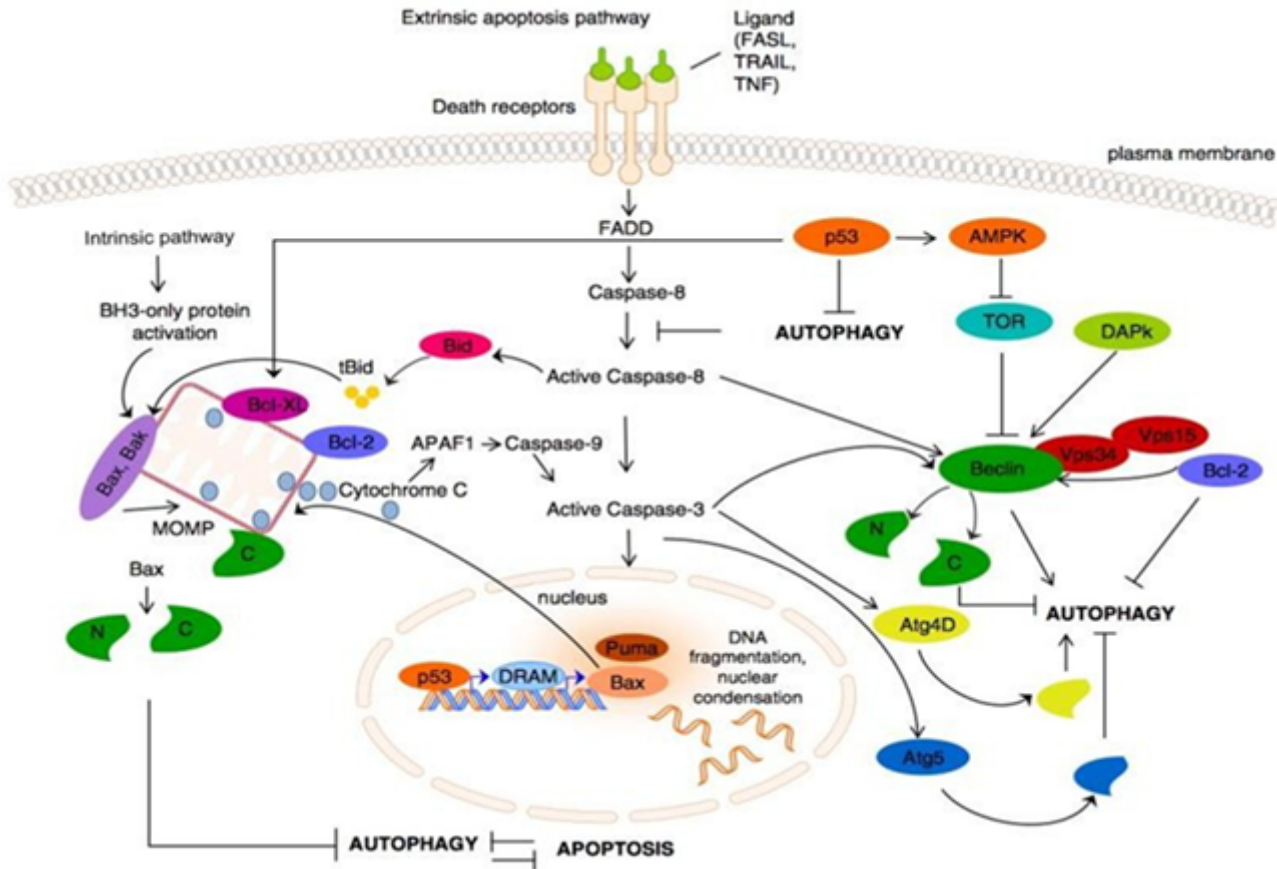 Extrinsic apoptosis pathway
Ligand
(FASL,
TRAIL,
TNF)
Death receptors
plasma membrane
FADD
Intrinsic pathway
p53
AMPK
BH3-only protein
activation
Caspase-8
AUTOPHAGY
TOR
DAPk
Bid
tBid
Active Caspase-8
Bcl-XL
Bcl-2
APAF1
Caspase-9
Vps15
Vps34
Beclin
Bcl-2
Bax, Bak
Cytochrome C
Active Caspase-3
MOMP
C
N
C
Bax
nucleus
AUTOPHAGY
N
C
Atg4D
Puma
DNA
fragmentation,
nuclear
condensation
p53
DRAM
Bax
Atg5
AUTOPHAGY
APOPTOSIS